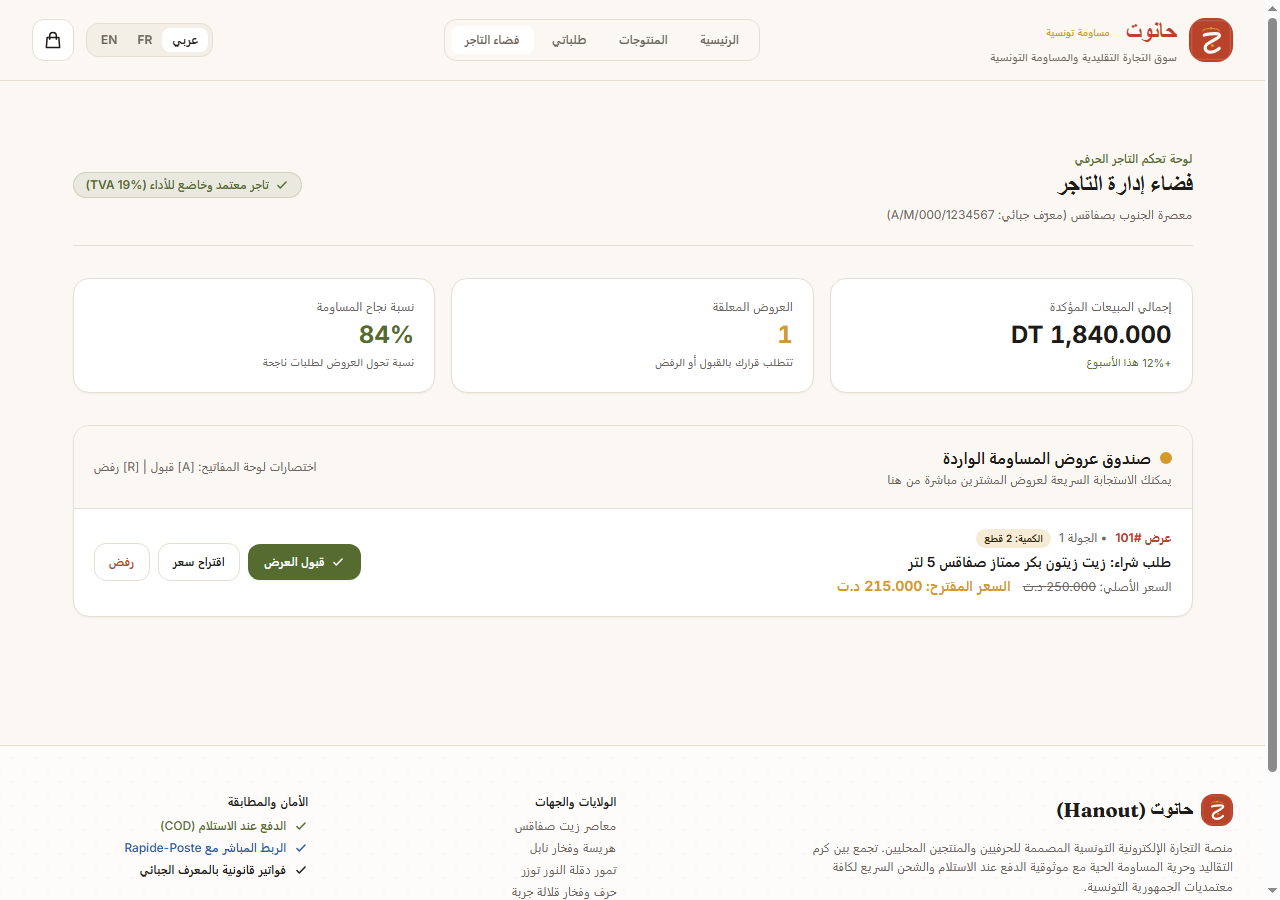 حانوت مساومة تونسية
سوق التجارة التقليدية والمساومة التونسية
الرئيسية المنتوجات طلباتي فضاء التاجر
عربي FR EN
لوحة تحكم التاجر الحرفي
فضاء إدارة التاجر
معصرة الجنوب بصفاقس (معرّف جبائي: 1234567/A/M/000)
تاجر معتمد وخاضع للأداء (TVA 19%)
إجمالي المبيعات المؤكدة
1,840.000 DT
+12% هذا الأسبوع
العروض المعلقة
1
تتطلب قرارك بالقبول أو الرفض
نسبة نجاح المساومة
84%
نسبة تحول العروض لطلبات ناجحة
صندوق عروض المساومة الواردة
يمكنك الاستجابة السريعة لعروض المشترين مباشرة من هنا
اختصارات لوحة المفاتيح: [A] قبول | [R] رفض
عرض #101 • الجولة 1 الكمية: 2 قطع
طلب شراء: زيت زيتون بكر ممتاز صفاقس 5 لتر
السعر الأصلي: 250.000 د.ت السعر المقترح: 215.000 د.ت
قبول العرض اقتراح سعر رفض
حانوت (Hanout)
منصة التجارة الإلكترونية التونسية المصممة للحرفيين والمنتجين المحليين. تجمع بين كرم
التقاليد وحرية المساومة الحية مع موثوقية الدفع عند الاستلام والشحن السريع لكافة
معتمديات الجمهورية التونسية.
الولايات والجهات
معاصر زيت صفاقس
هريسة وفخار نابل
تمور دقلة النور توزر
حرف وفخار قلالة جربة
الأمان والمطابقة
الدفع عند الاستلام (COD)
الربط المباشر مع Rapide-Poste
فواتير قانونية بالمعرف الجبائي